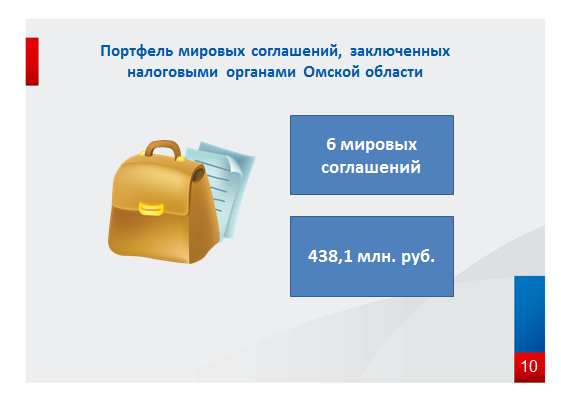 Портфель мировых соглашений, заключенных
налоговыми органами Омской области
6 мировых
соглашений
438,1 млн. руб.
10